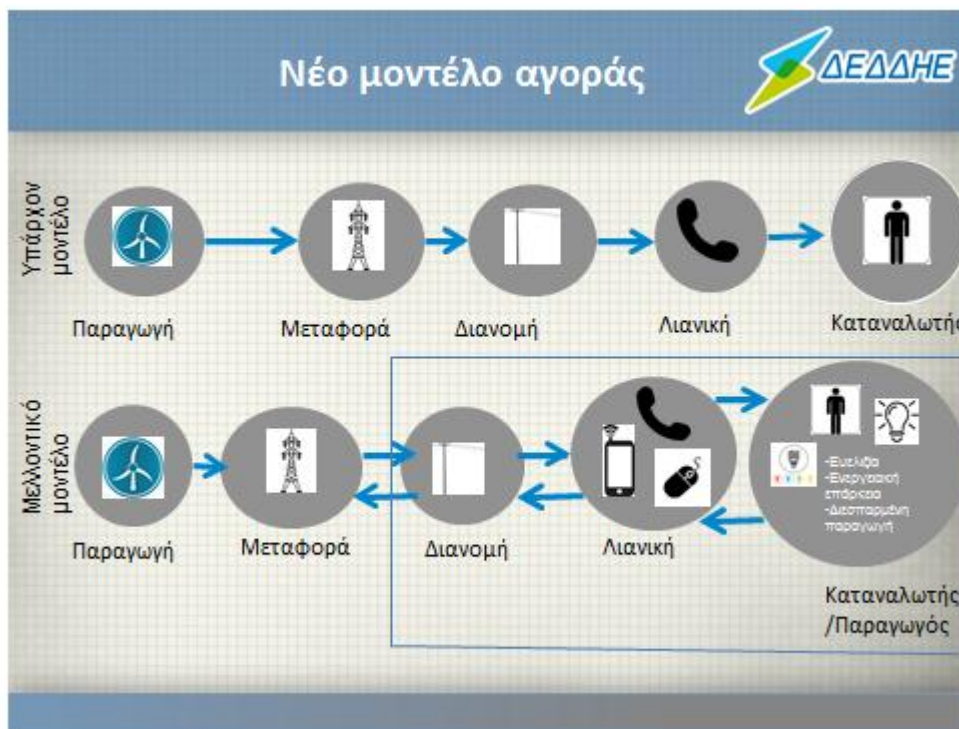 Νέο μοντέλο αγοράς
ΔΕΔΔΗΕ
Υπάρχον
μοντέλο
Παραγωγή
Μεταφορά
Διανομή
Λιανική
Καταναλωτής
Μελλοντικό
μοντέλο
-Ευελιξία
-Ενεργειακή
επάρκεια
-Διεσπαρμένη
παραγωγή
Παραγωγή
Μεταφορά
Διανομή
Λιανική
Καταναλωτής
/Παραγωγός